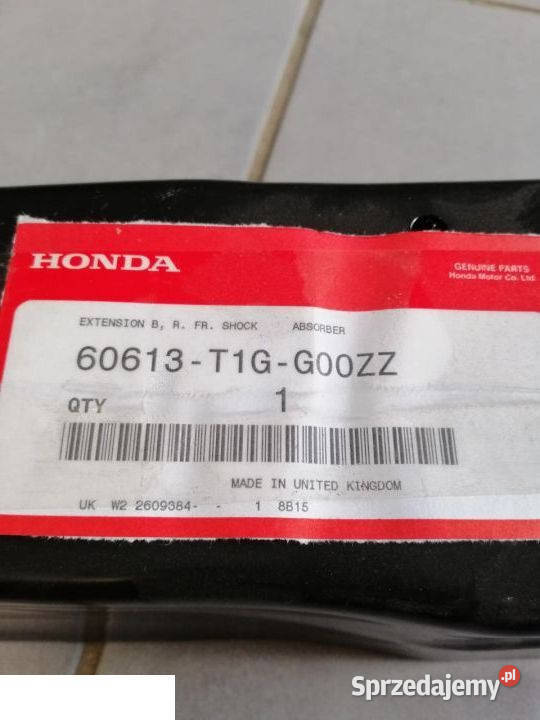 HONDA
GENUINE PARTS
Honda Motor Co. Ltd.
EXTENSION B, R. FR. SHOCK ABSORBER
60613-T1G-G00ZZ
QTY 1
MADE IN UNITED KINGDOM
UK W2 2609384- - 1 8B15
Sprzedajemy.pl